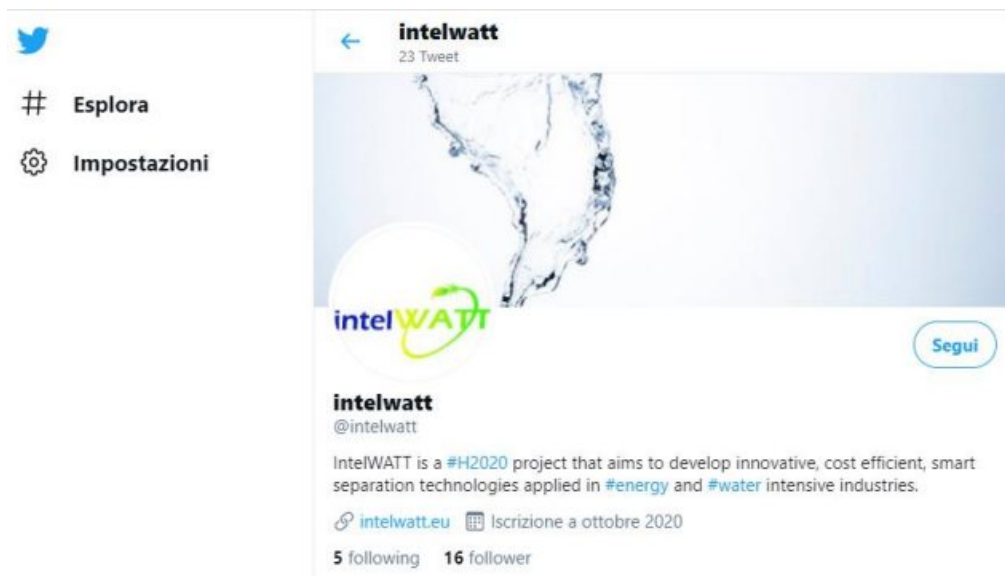 intelwatt
23 Tweet
Esplora
Impostazioni
intelWATT
Segui
intelwatt
@intelwatt
IntelWATT is a #H2020 project that aims to develop innovative, cost efficient, smart
separation technologies applied in #energy and #water intensive industries.
intelwatt.eu Iscrizione a ottobre 2020
5 following 16 follower